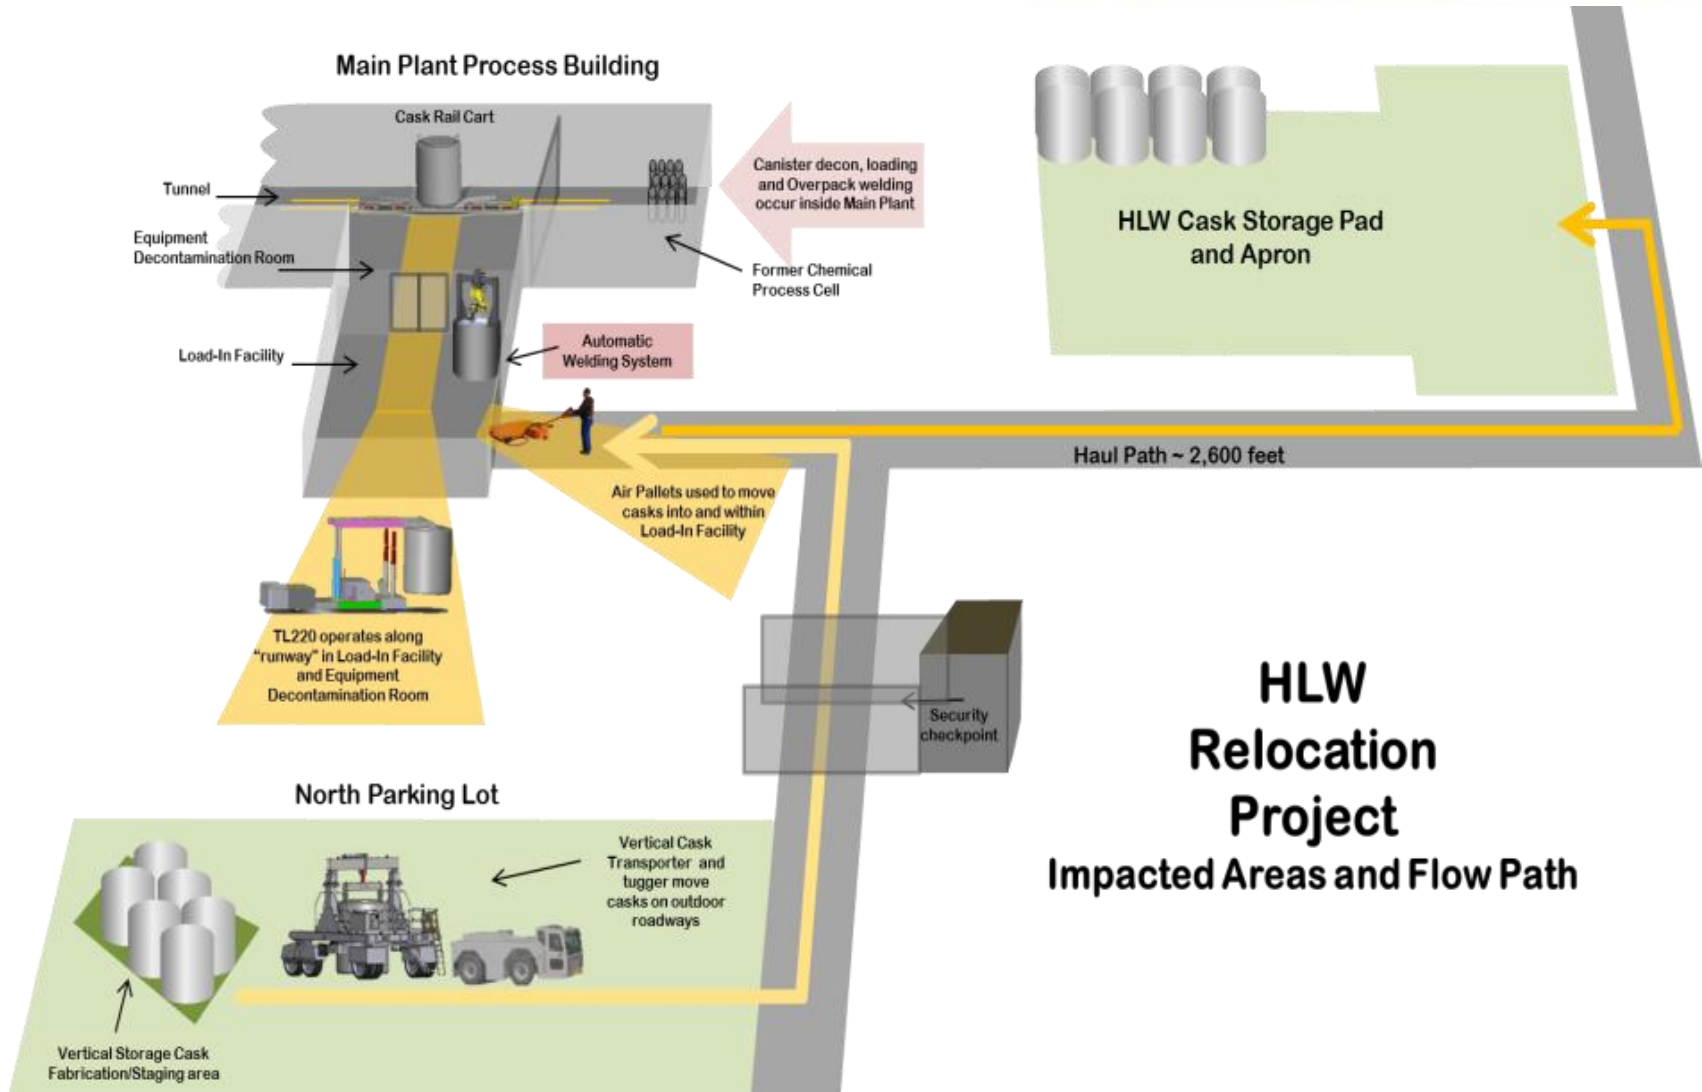 Main Plant Process Building
Cask Rail Cart
Tunnel
Equipment
Decontamination Room
Load-In Facility
Canister decon, loading
and Overpack welding
occur inside Main Plant
Former Chemical
Process Cell
Automatic
Welding System
HLW Cask Storage Pad
and Apron
Haul Path ~ 2,600 feet
Air Pallets used to move
casks into and within
Load-In Facility
TL220 operates along
“runway” in Load-In Facility
and Equipment
Decontamination Room
Security
checkpoint
North Parking Lot
Vertical Cask
Transporter and
tugger move
casks on outdoor
roadways
Vertical Storage Cask
Fabrication/Staging area
HLW
Relocation
Project
Impacted Areas and Flow Path